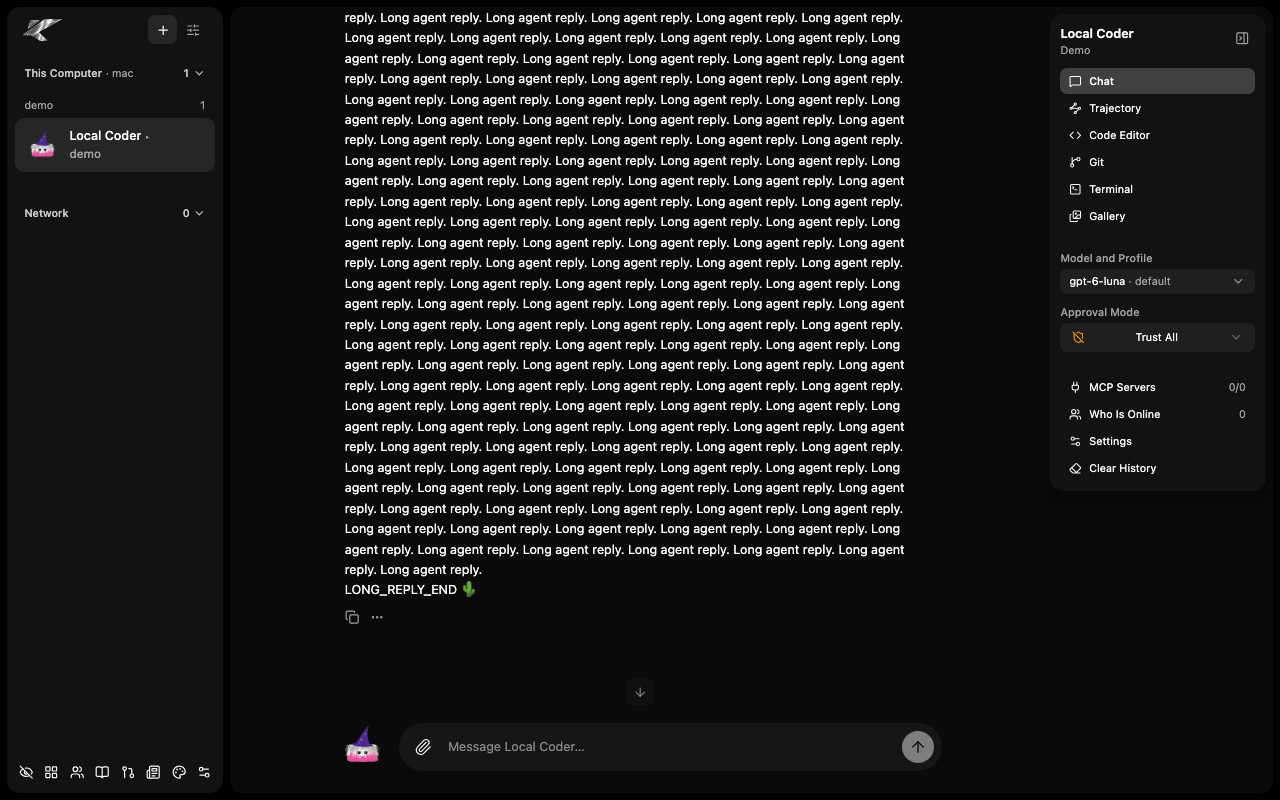 This Computer · mac
1
demo
1
Local Coder
demo
Network
0
reply. Long agent reply. Long agent reply. Long agent reply. Long agent reply. Long agent reply.
Long agent reply. Long agent reply. Long agent reply. Long agent reply. Long agent reply. Long
agent reply. Long agent reply. Long agent reply. Long agent reply. Long agent reply. Long agent
reply. Long agent reply. Long agent reply. Long agent reply. Long agent reply. Long agent reply.
Long agent reply. Long agent reply. Long agent reply. Long agent reply. Long agent reply. Long
agent reply. Long agent reply. Long agent reply. Long agent reply. Long agent reply. Long agent
reply. Long agent reply. Long agent reply. Long agent reply. Long agent reply. Long agent reply.
Long agent reply. Long agent reply. Long agent reply. Long agent reply. Long agent reply. Long
agent reply. Long agent reply. Long agent reply. Long agent reply. Long agent reply. Long agent
reply. Long agent reply. Long agent reply. Long agent reply. Long agent reply. Long agent reply.
Long agent reply. Long agent reply. Long agent reply. Long agent reply. Long agent reply. Long
agent reply. Long agent reply. Long agent reply. Long agent reply. Long agent reply. Long agent
reply. Long agent reply. Long agent reply. Long agent reply. Long agent reply. Long agent reply.
Long agent reply. Long agent reply. Long agent reply. Long agent reply. Long agent reply. Long
agent reply. Long agent reply. Long agent reply. Long agent reply. Long agent reply. Long agent
reply. Long agent reply. Long agent reply. Long agent reply. Long agent reply. Long agent reply.
Long agent reply. Long agent reply. Long agent reply. Long agent reply. Long agent reply. Long
agent reply. Long agent reply. Long agent reply. Long agent reply. Long agent reply. Long agent
reply. Long agent reply. Long agent reply. Long agent reply. Long agent reply. Long agent reply.
Long agent reply. Long agent reply. Long agent reply. Long agent reply. Long agent reply. Long
agent reply. Long agent reply. Long agent reply. Long agent reply. Long agent reply. Long agent
reply. Long agent reply. Long agent reply. Long agent reply. Long agent reply. Long agent reply.
Long agent reply. Long agent reply. Long agent reply. Long agent reply. Long agent reply. Long
agent reply. Long agent reply. Long agent reply. Long agent reply. Long agent reply. Long agent
reply. Long agent reply. Long agent reply. Long agent reply. Long agent reply. Long agent reply.
Long agent reply. Long agent reply. Long agent reply. Long agent reply. Long agent reply. Long
agent reply. Long agent reply. Long agent reply. Long agent reply. Long agent reply. Long agent
reply. Long agent reply.
LONG_REPLY_END 🌵
Message Local Coder...
Local Coder
Demo
Chat
Trajectory
Code Editor
Git
Terminal
Gallery
Model and Profile
gpt-6-luna · default
Approval Mode
Trust All
MCP Servers
0/0
Who Is Online
0
Settings
Clear History